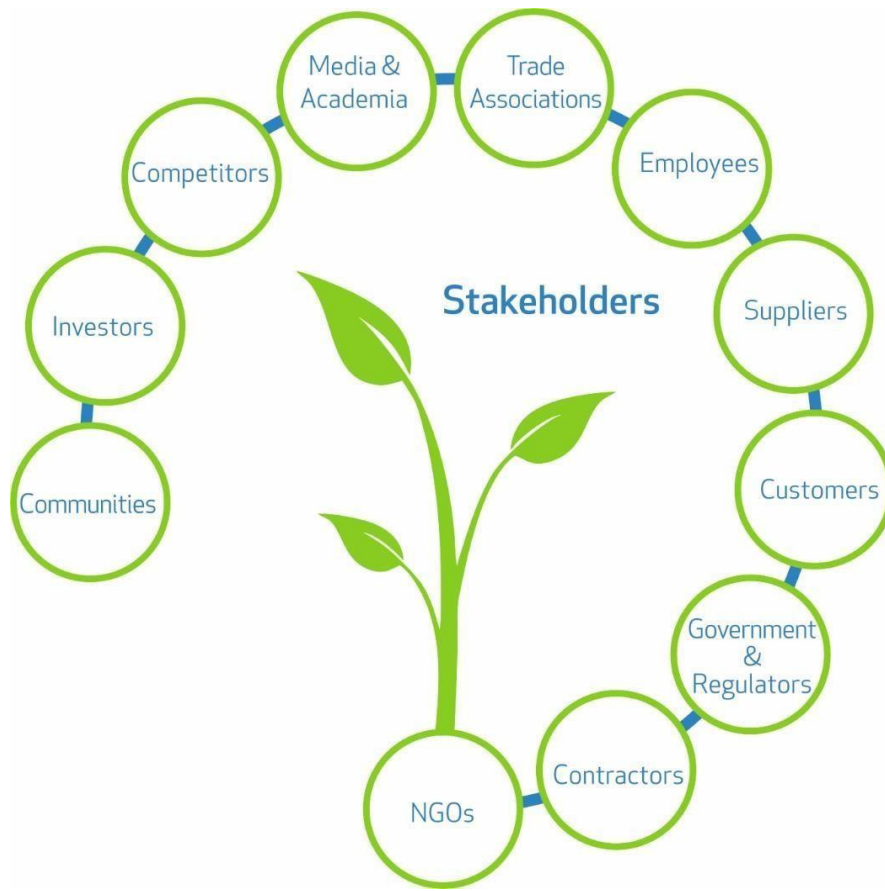 Media &
Academia
Trade
Associations
Competitors
Employees
Stakeholders
Investors
Suppliers
Communities
Customers
Government
&
Regulators
Contractors
NGOs